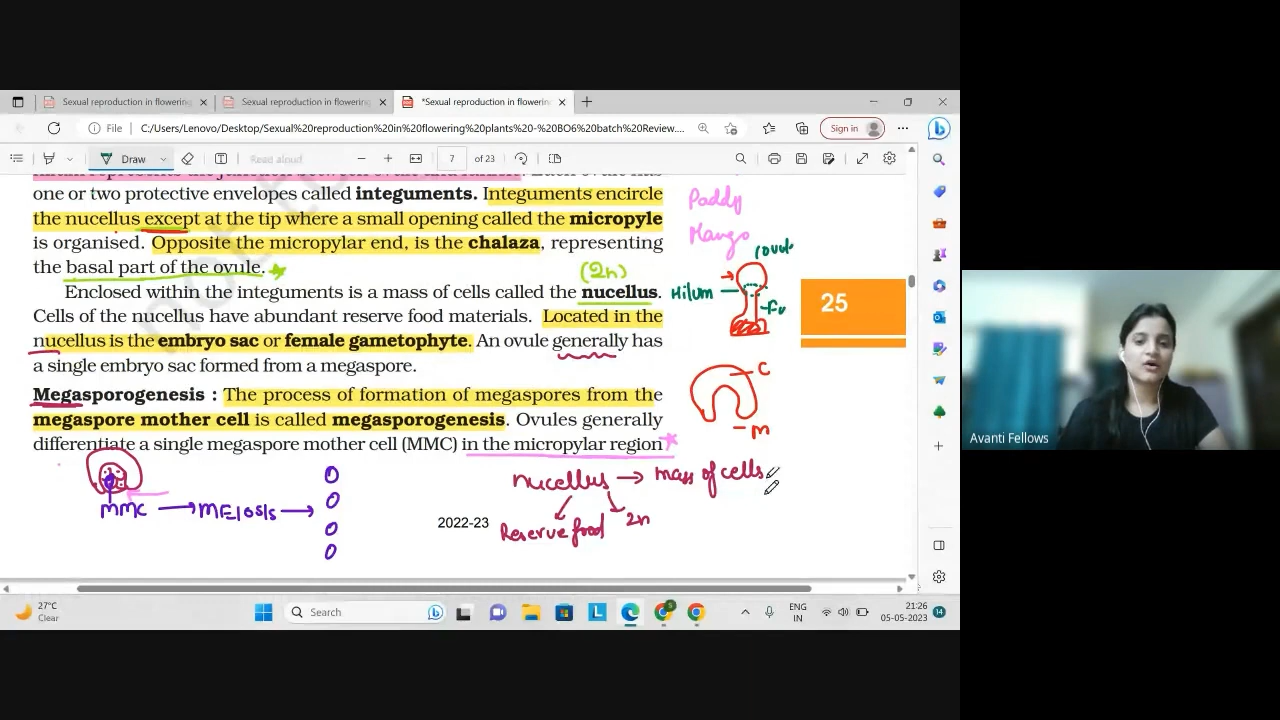 Sexual reproduction in flowering
Sexual reproduction in flowering
*Sexual reproduction in flowerin
File
C:/Users/Lenovo/Desktop/Sexual%20reproduction%20in%20flowering%20plants%20-%20BO6%20batch%20Review....
Sign in
Draw
Read aloud
7 of 23
one or two protective envelopes called integuments. Integuments encircle
the nucellus except at the tip where a small opening called the micropyle
is organised. Opposite the micropylar end, is the chalaza, representing
the basal part of the ovule.
(2n)
Enclosed within the integuments is a mass of cells called the nucellus.
Cells of the nucellus have abundant reserve food materials. Located in the
nucellus is the embryo sac or female gametophyte. An ovule generally has
a single embryo sac formed from a megaspore.
Megasporogenesis : The process of formation of megaspores from the
megaspore mother cell is called megasporogenesis. Ovules generally
differentiate a single megaspore mother cell (MMC) in the micropylar region
Paddy
Mango
Hilum
Fu
25
C
M
MMC → MEIOSIS →
nucellus → mass of cells
Reserve food
2n
2022-23
Avanti Fellows
27°C
Clear
Search
ENG
IN
21:26
05-05-2023
14